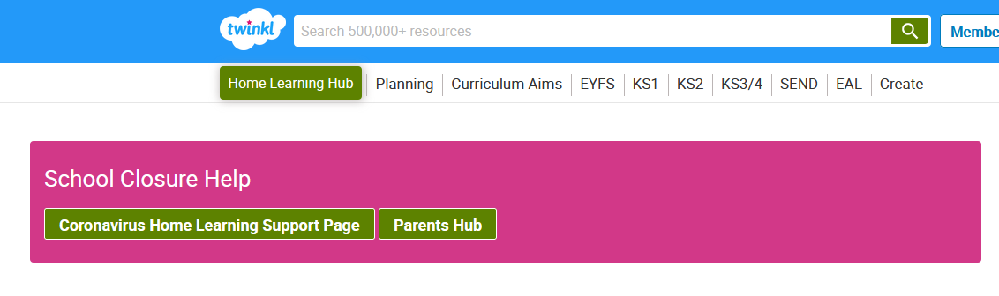 twinkl
Search 500,000+ resources
Home Learning Hub Planning Curriculum Aims EYFS KS1 KS2 KS3/4 SEND EAL Create
School Closure Help
Coronavirus Home Learning Support Page Parents Hub